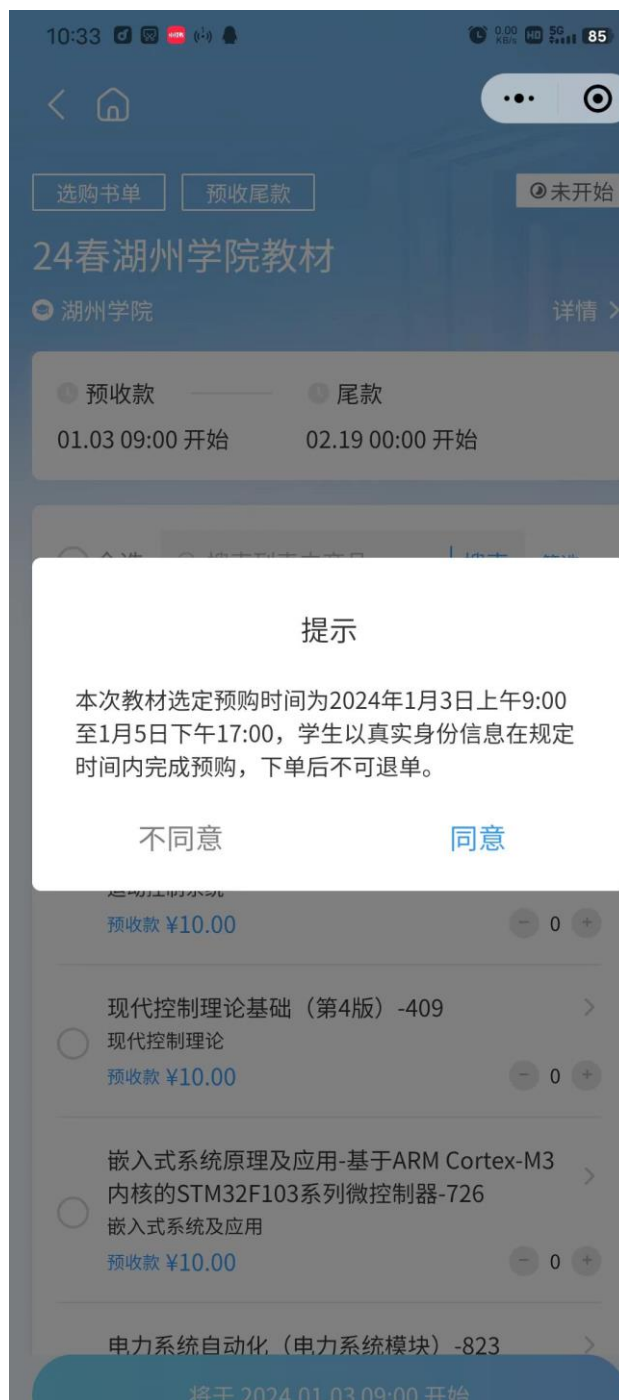 10:33
0.00 KB/s HD 5G 85
选购书单 预收尾款 未开始
24春湖州学院教材
湖州学院 详情
预收款 尾款
01.03 09:00 开始 02.19 00:00 开始
提示
本次教材选定预购时间为2024年1月3日上午9:00
至1月5日下午17:00，学生以真实身份信息在规定
时间内完成预购，下单后不可退单。
不同意 同意
预收款 ¥10.00 0
现代控制理论基础（第4版）-409
现代控制理论
预收款 ¥10.00 0
嵌入式系统原理及应用-基于ARM Cortex-M3
内核的STM32F103系列微控制器-726
嵌入式系统及应用
预收款 ¥10.00 0
电力系统自动化（电力系统模块）-823
将于 2024.01.03 09:00 开始